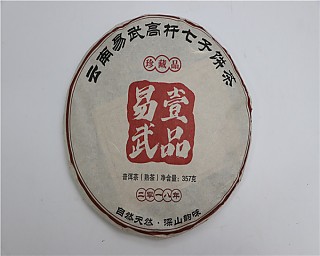 云南易武高杆七子饼茶
珍藏品
易武
壹品
普洱茶(熟茶)净含量:357克
二零一八年
自然天然·深山韵味